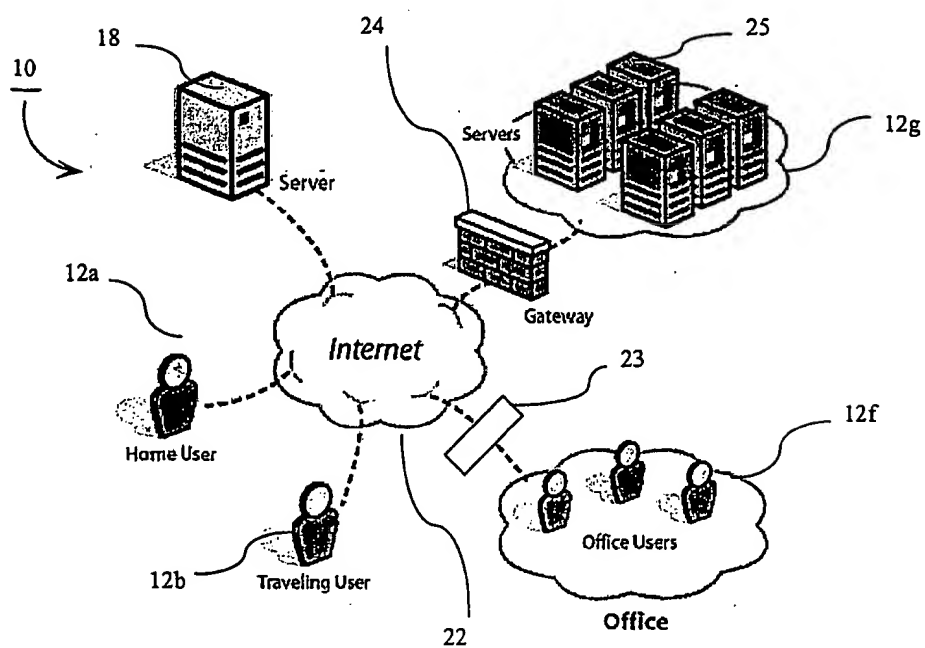 24
25
18
10
Servers
12g
Server
12a
Gateway
Internet
23
12f
Home User
Office Users
12b
Traveling User
Office
22